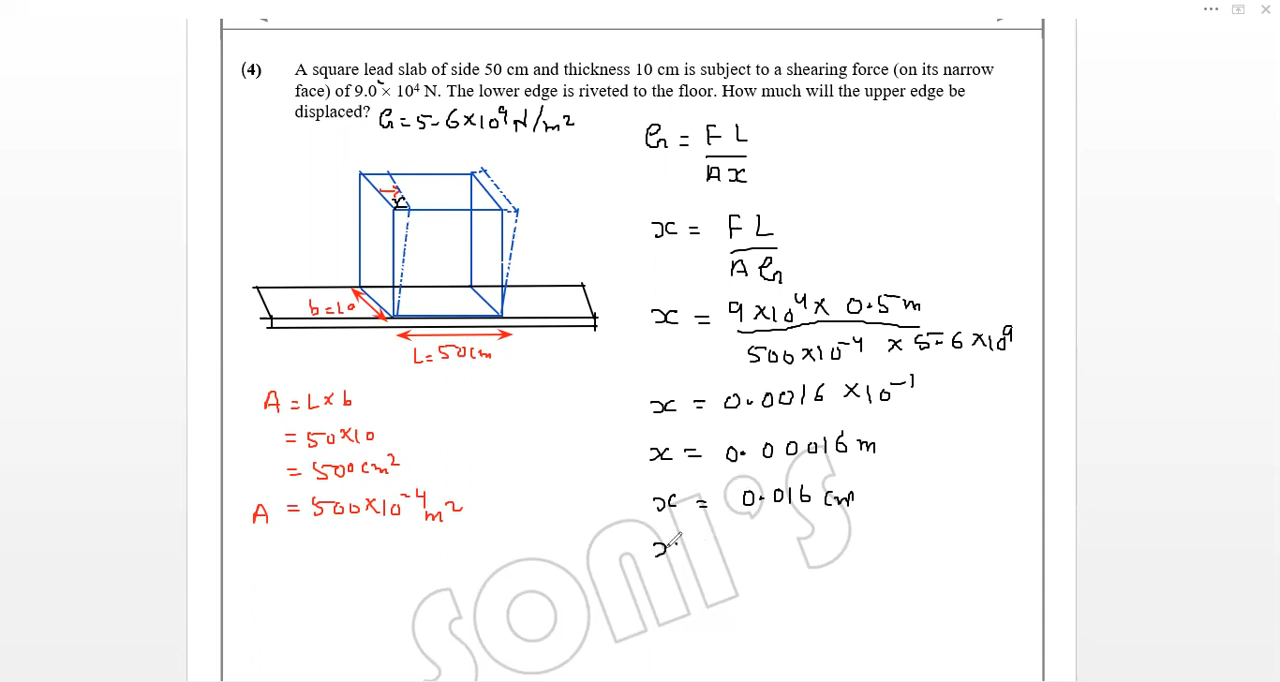 (4) A square lead slab of side 50 cm and thickness 10 cm is subject to a shearing force (on its narrow
face) of 9.0 × 10⁴ N. The lower edge is riveted to the floor. How much will the upper edge be
displaced? G = 5.6 × 10⁹ N/m²
G = FL / Ax
x = FL / AG
x = 9 × 10⁴ × 0.5 m / 500 × 10⁻⁴ × 5.6 × 10⁹
x = 0.0016 × 10⁻¹
x = 0.00016 m
x = 0.016 cm
x
x
b = 10
L = 50 cm
A = L × b
= 50 × 10
= 500 cm²
A = 500 × 10⁻⁴ m²
SONI'S